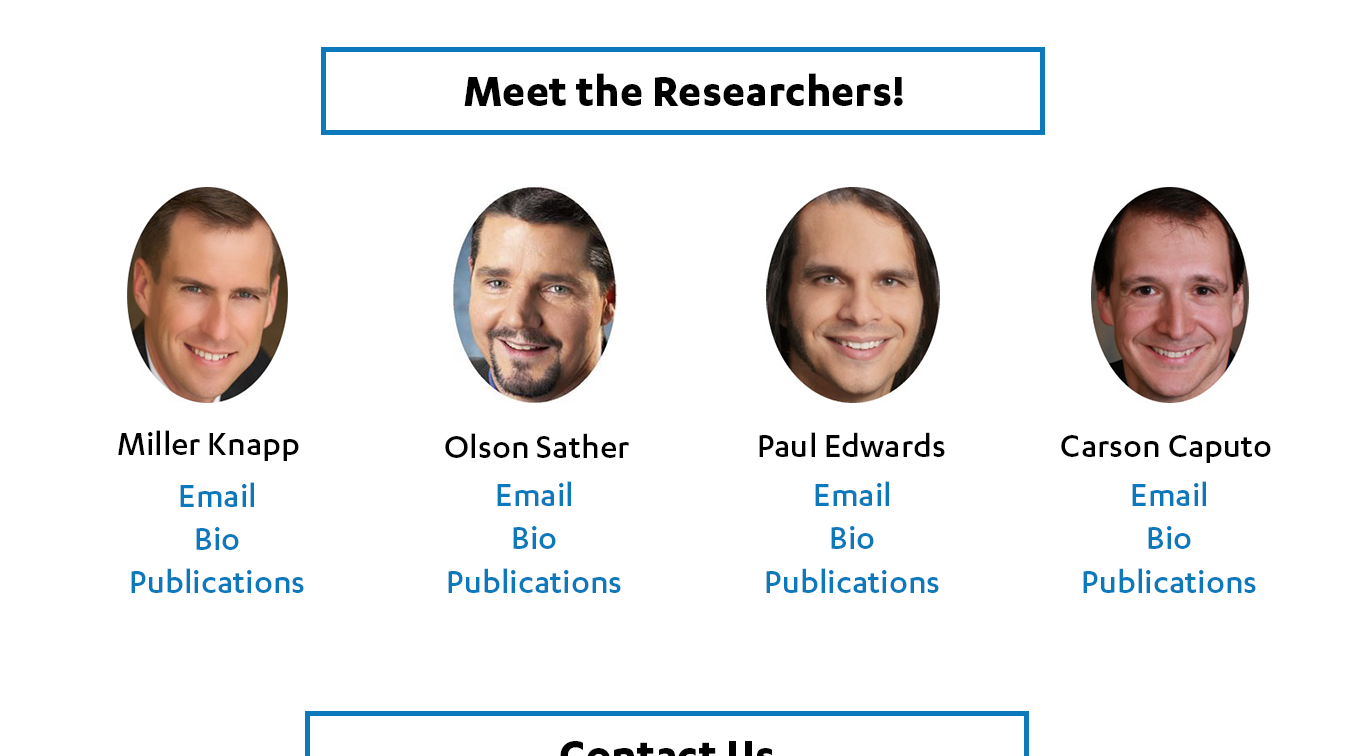 Meet the Researchers!
Miller Knapp
Olson Sather
Paul Edwards
Carson Caputo
Email
Email
Email
Email
Bio
Bio
Bio
Bio
Publications
Publications
Publications
Publications
Contact Us